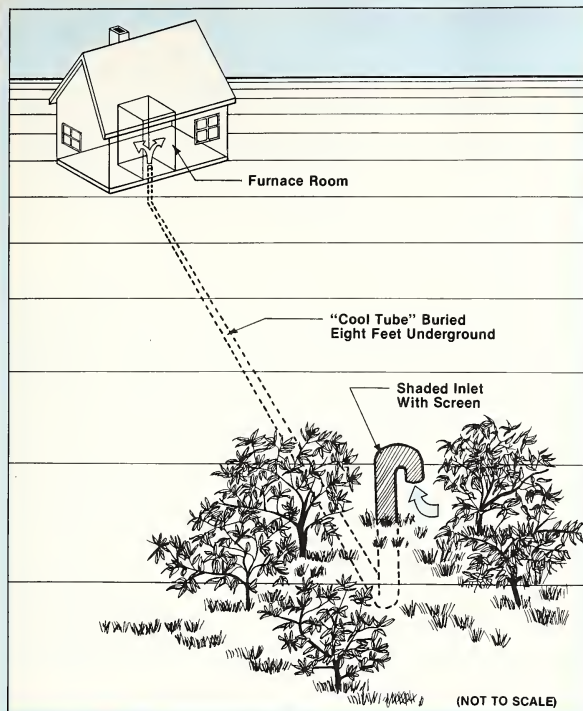 Furnace Room
"Cool Tube" Buried
Eight Feet Underground
Shaded Inlet
With Screen
(NOT TO SCALE)